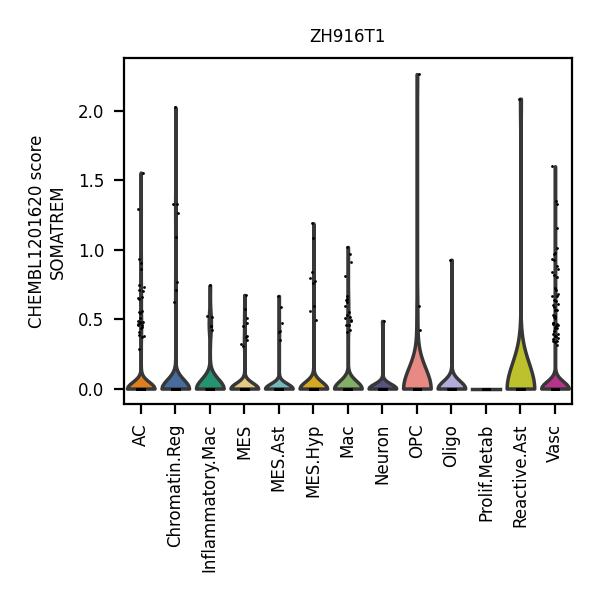 ZH916T1
CHEMBL1201620 score
SOMATREM
2.0
1.5
1.0
0.5
0.0
AC
Chromatin.Reg
Inflammatory.Mac
MES
MES.Ast
MES.Hyp
Mac
Neuron
OPC
Oligo
Prolif.Metab
Reactive.Ast
Vasc